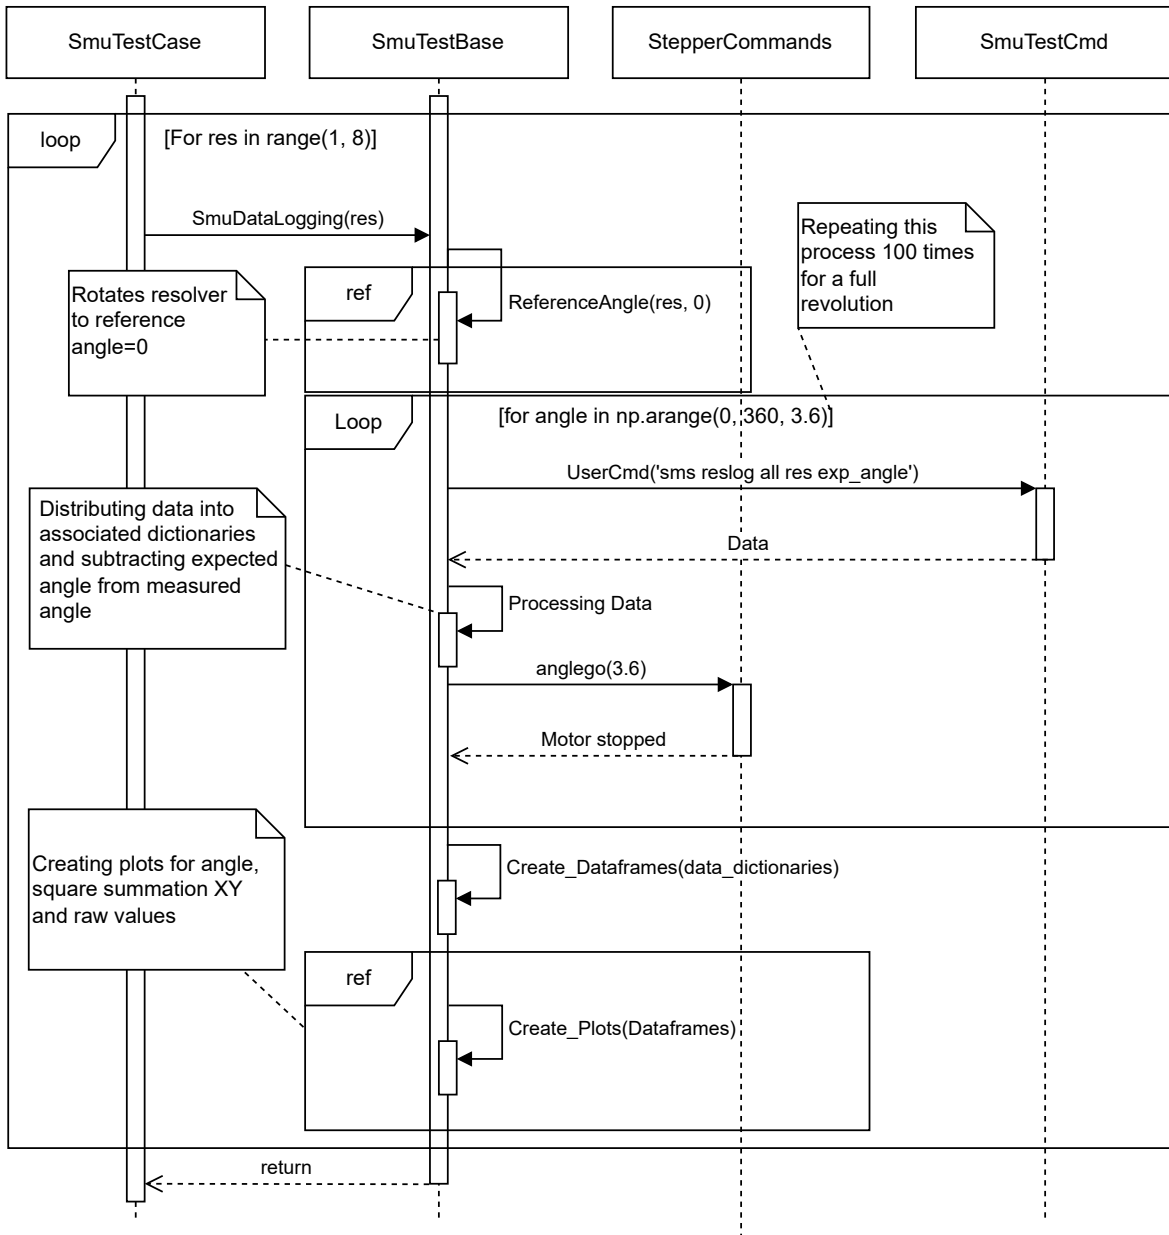 SmuTestCase
SmuTestBase
StepperCommands
SmuTestCmd
loop
[For res in range(1, 8)]
SmuDataLogging(res)
Repeating this
process 100 times
for a full
revolution
Rotates resolver
to reference
angle=0
ref
ReferenceAngle(res, 0)
Loop
[for angle in np.arange(0, 360, 3.6)]
UserCmd('sms reslog all res exp_angle')
Distributing data into
associated dictionaries
and subtracting expected
angle from measured
angle
Data
Processing Data
anglego(3.6)
Motor stopped
Creating plots for angle,
square summation XY
and raw values
Create_Dataframes(data_dictionaries)
ref
Create_Plots(Dataframes)
return